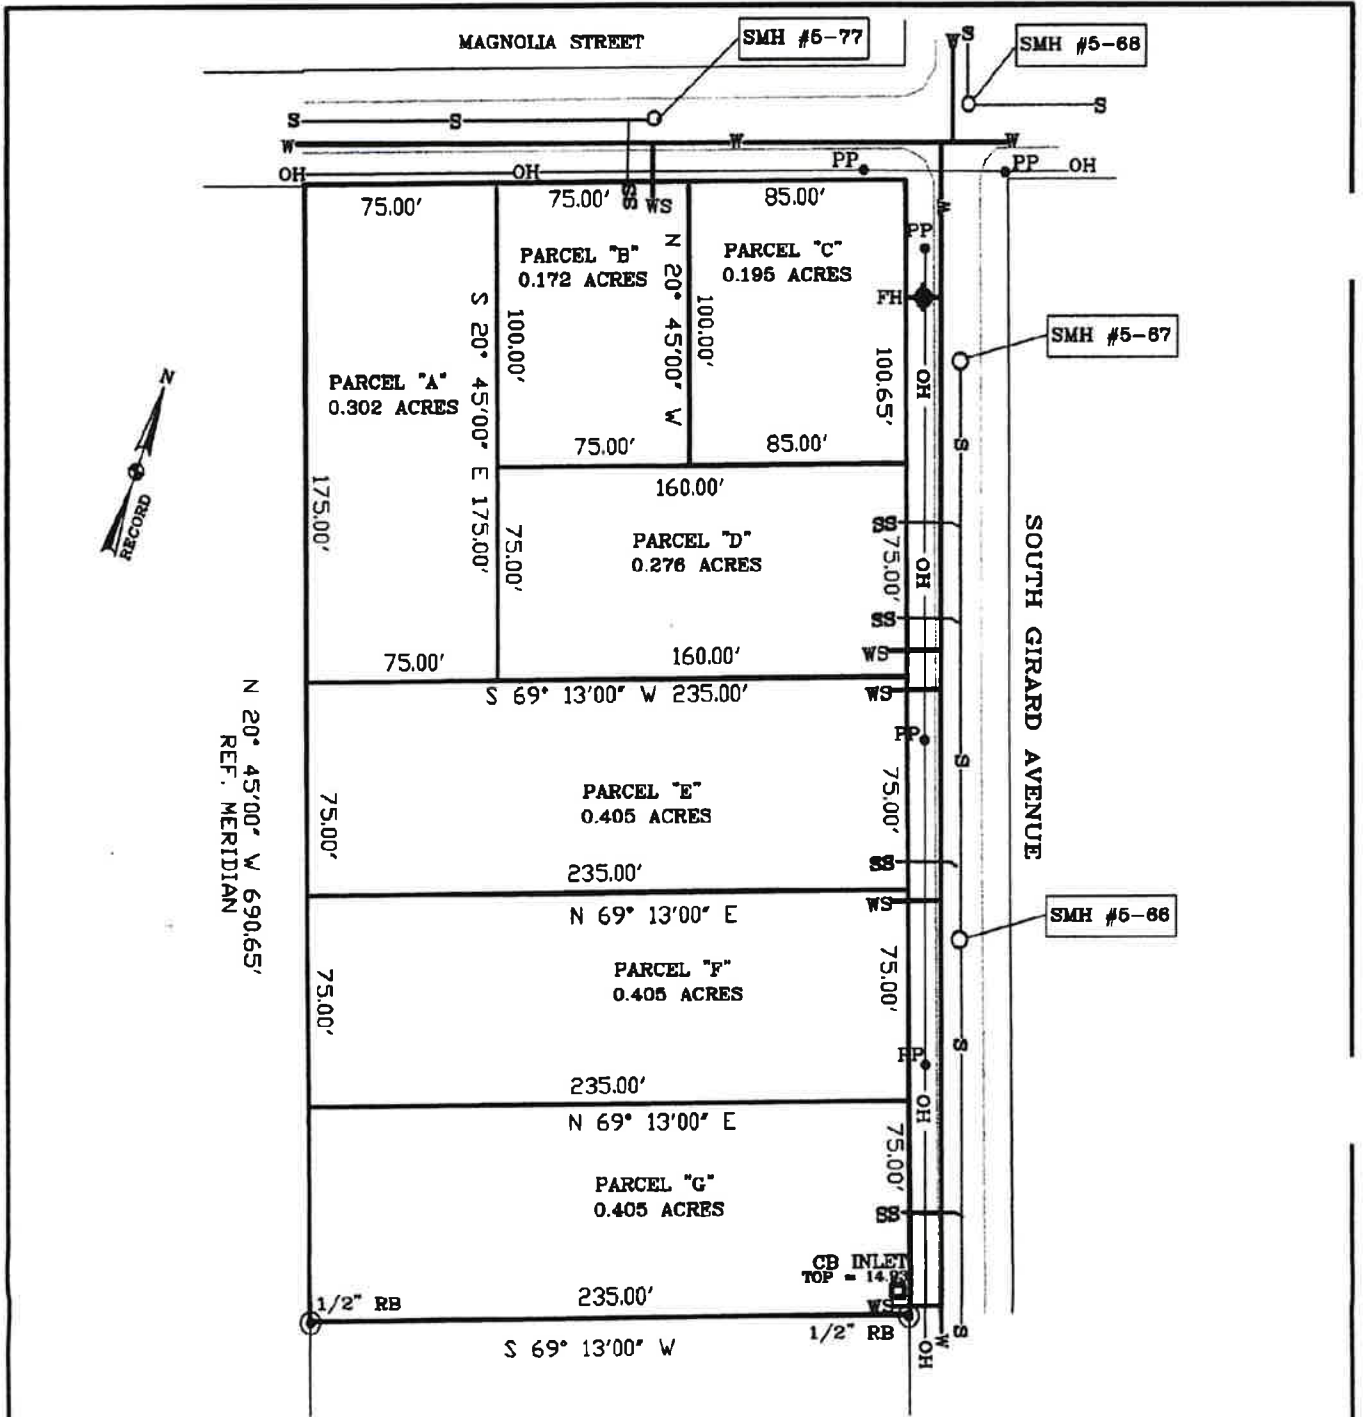 MAGNOLIA STREET
SMH #5-77
SMH #5-68
S
S
S
S
W
W
W
W
OH
OH
PP
PP
OH
75.00'
75.00'
SS
WS
85.00'
W
PARCEL "A"
0.302 ACRES
175.00'
75.00'
S 20° 45'00" E 175.00'
PARCEL "B"
0.172 ACRES
100.00'
75.00'
N 20° 45'00" W
PARCEL "C"
0.195 ACRES
100.00'
100.65'
85.00'
PP
FH
OH
SMH #5-67
S
N
RECORD
160.00'
PARCEL "D"
0.276 ACRES
75.00'
75.00'
160.00'
SS
OH
SS
WS
WS
SOUTH GIRARD AVENUE
S 69° 13'00" W 235.00'
N 20° 45'00" W 690.65'
REF. MERIDIAN
PP
S
PARCEL "E"
0.405 ACRES
75.00'
75.00'
235.00'
SS
WS
SMH #5-66
N 69° 13'00" E
PARCEL "F"
0.405 ACRES
75.00'
75.00'
235.00'
PP
S
OH
N 69° 13'00" E
75.00'
PARCEL "G"
0.405 ACRES
SS
CB INLET
TOP = 14.93
235.00'
WS
1/2" RB
1/2" RB
S 69° 13'00" W
OH
W
S